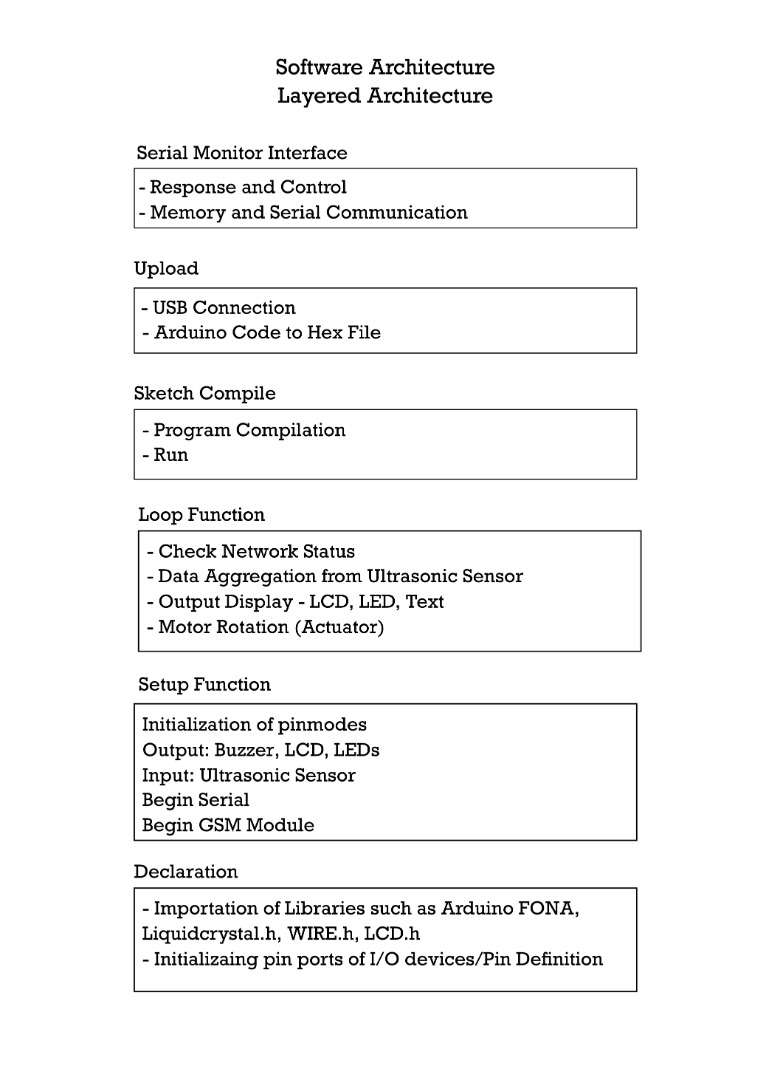 Software Architecture
Layered Architecture
Serial Monitor Interface
- Response and Control
- Memory and Serial Communication
Upload
- USB Connection
- Arduino Code to Hex File
Sketch Compile
- Program Compilation
- Run
Loop Function
- Check Network Status
- Data Aggregation from Ultrasonic Sensor
- Output Display - LCD, LED, Text
- Motor Rotation (Actuator)
Setup Function
Initialization of pinmodes
Output: Buzzer, LCD, LEDs
Input: Ultrasonic Sensor
Begin Serial
Begin GSM Module
Declaration
- Importation of Libraries such as Arduino FONA,
Liquidcrystal.h, WIRE.h, LCD.h
- Initializaing pin ports of I/O devices/Pin Definition